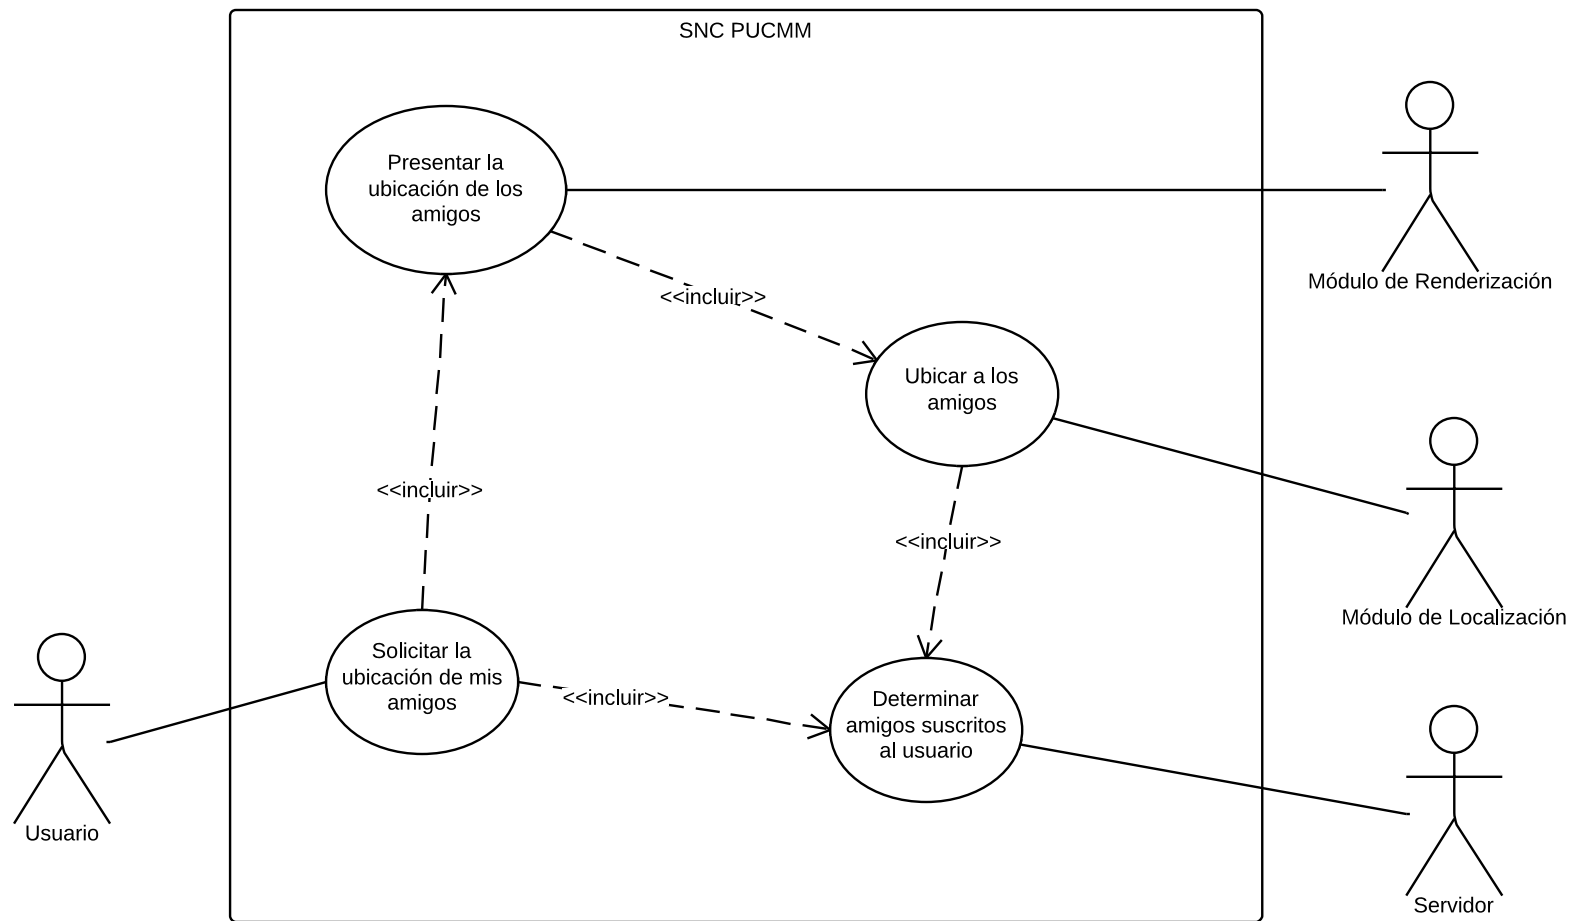 SNC PUCMM
Presentar la
ubicación de los
amigos
Módulo de Renderización
<<incluir>>
Ubicar a los
amigos
<<incluir>>
<<incluir>>
Módulo de Localización
Solicitar la
ubicación de mis
amigos
<<incluir>>
Determinar
amigos suscritos
al usuario
Usuario
Servidor